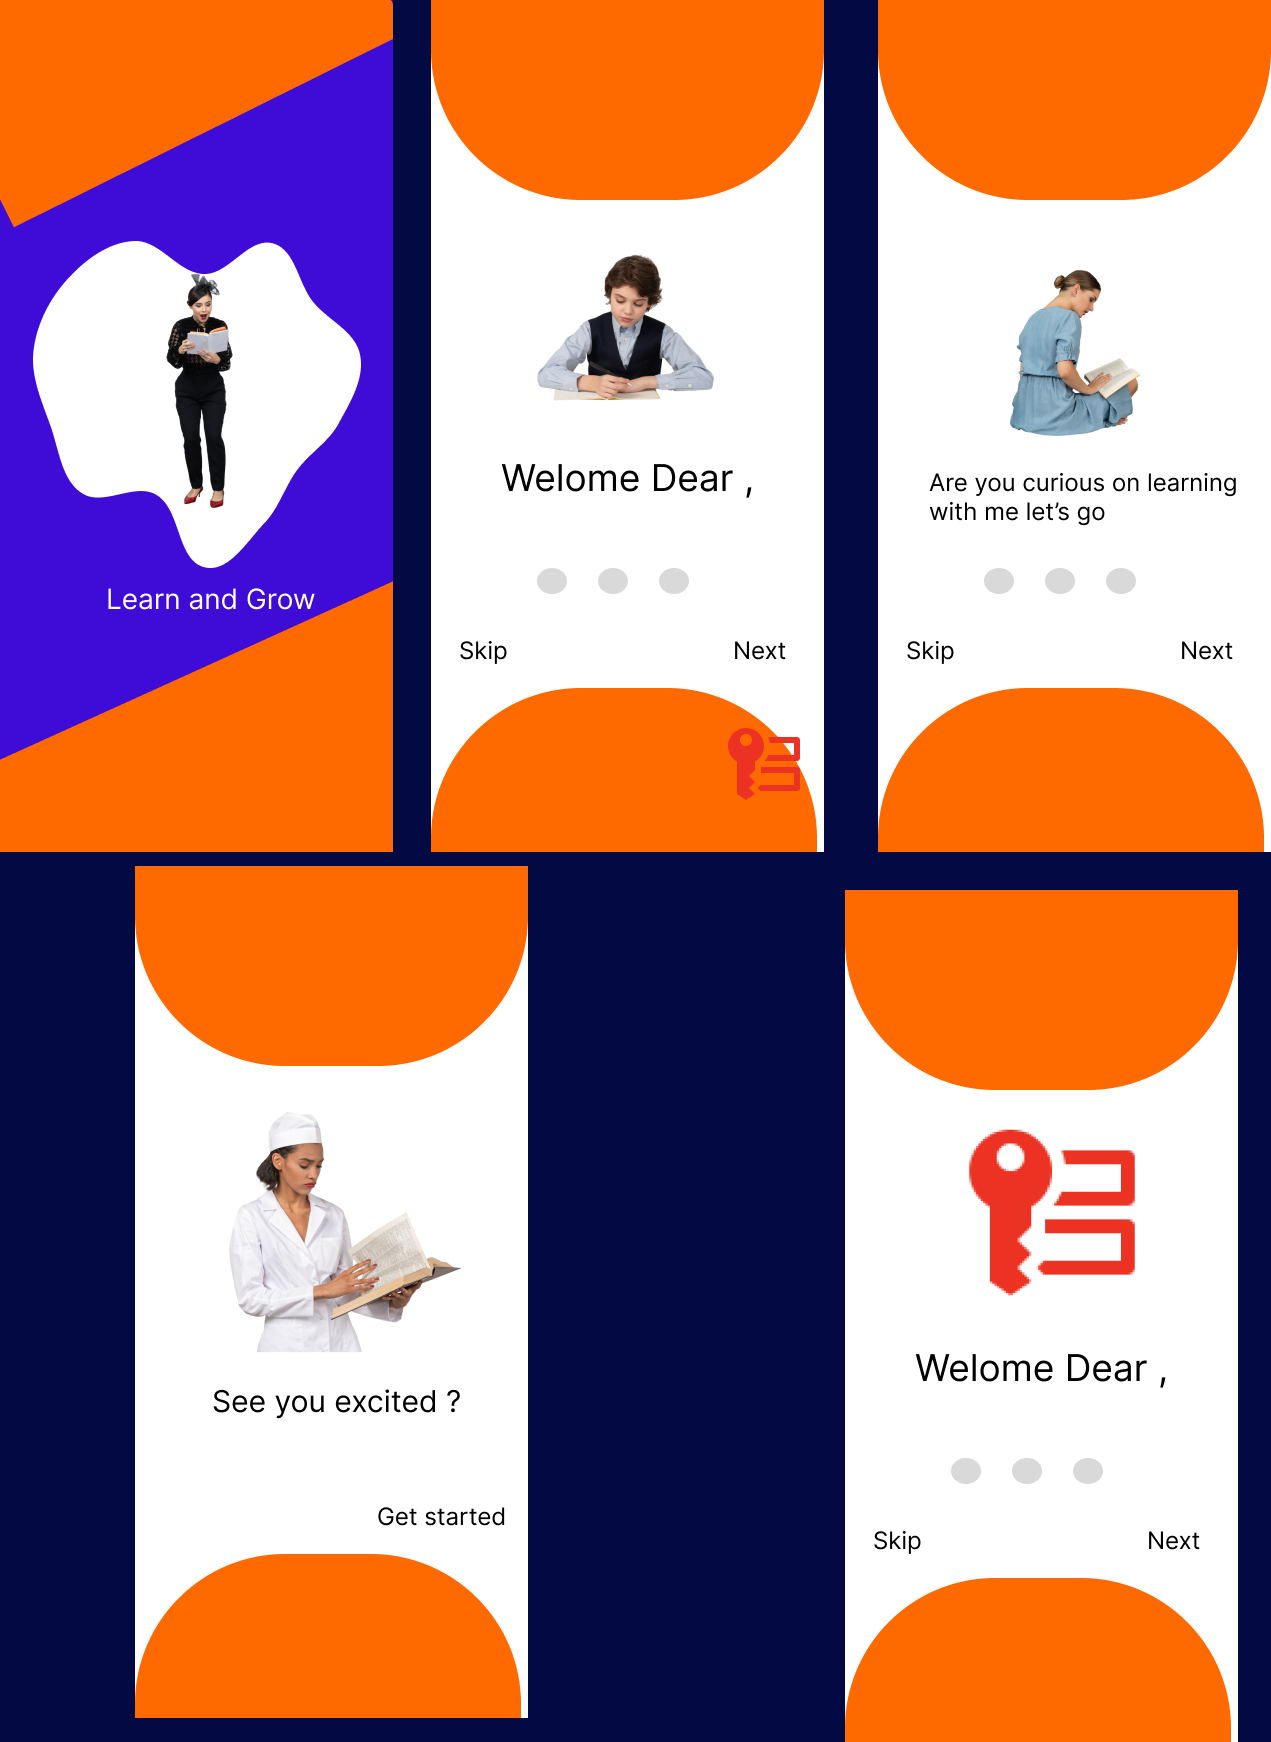 Learn and Grow
Welome Dear ,
Skip
Next
Are you curious on learning
with me let’s go
Skip
Next
See you excited ?
Get started
Welome Dear ,
Skip
Next